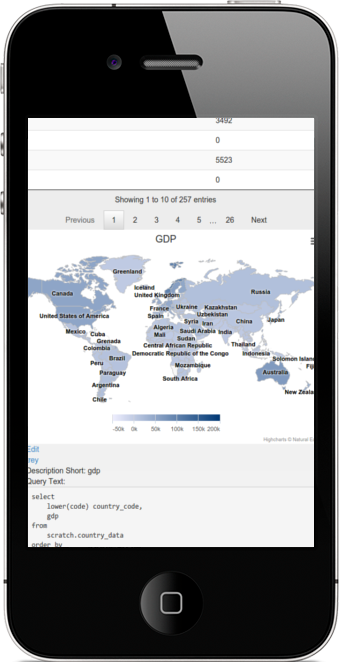 3492
0
5523
0
Showing 1 to 10 of 257 entries
Previous 1 2 3 4 5 ... 26 Next
GDP
Greenland
Canada
Iceland
United Kingdom
Russia
France
Ukraine
Kazakhstan
United States of America
Spain
Uzbekistan
Syria
Iran
China
Japan
Mexico
Cuba
Algeria
Saudi Arabia
India
Grenada
Mali
Sudan
Colombia
Central African Republic
Thailand
Democratic Republic of the Congo
Indonesia
Peru
Brazil
Solomon Islan
Mozambique
Fij
Paraguay
Australia
South Africa
Argentina
New Zeala
Chile
-50k 0k 50k 100k 150k 200k
Highcharts © Natural Ea
Edit
rey
Description Short: gdp
Query Text:
select
lower(code) country_code,
gdp
from
scratch.country_data
order by